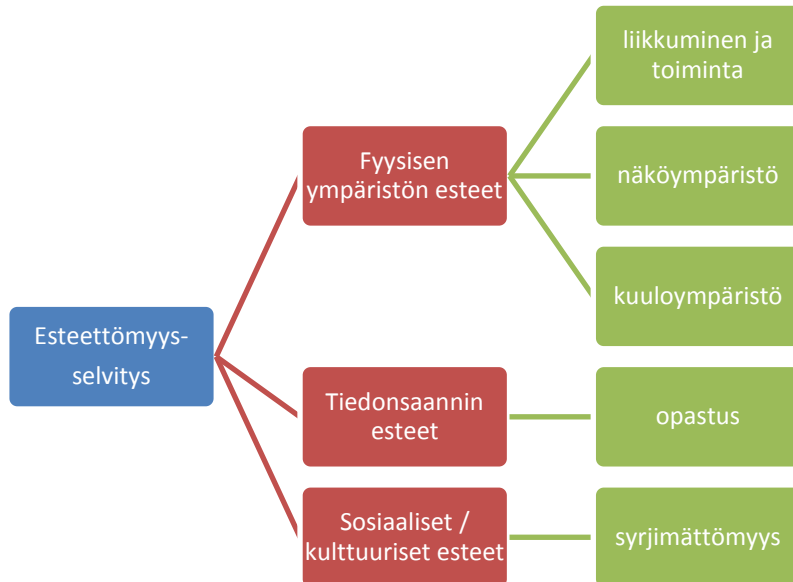 liikkuminen ja
toiminta
Fyysisen
ympäristön esteet
näköympäristö
kuuloympäristö
Esteettömyys-
selvitys
Tiedonsaannin
esteet
opastus
Sosiaaliset /
kulttuuriset esteet
syrjimättömyys